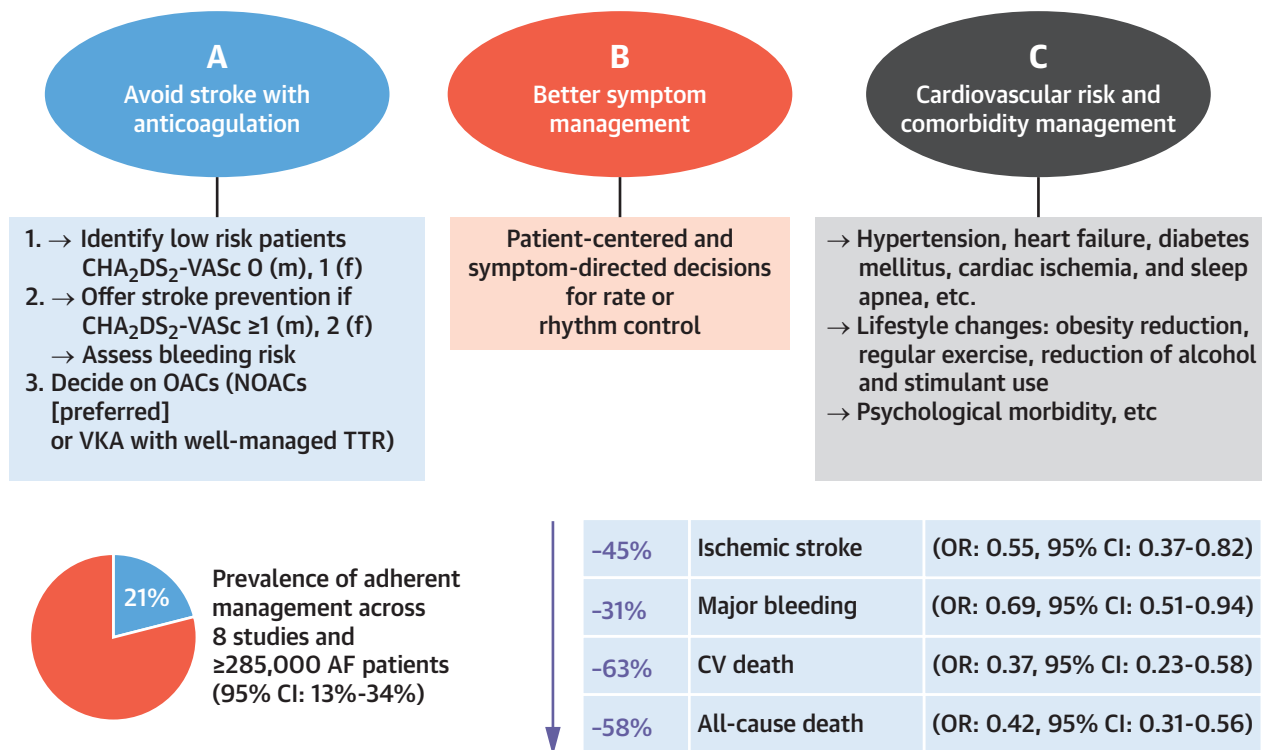 A
Avoid stroke with
anticoagulation
B
Better symptom
management
C
Cardiovascular risk and
comorbidity management
1. → Identify low risk patients
CHA₂DS₂-VASc 0 (m), 1 (f)
2. → Offer stroke prevention if
CHA₂DS₂-VASc ≥1 (m), 2 (f)
→ Assess bleeding risk
3. Decide on OACs (NOACs
[preferred]
or VKA with well-managed TTR)
Patient-centered and
symptom-directed decisions
for rate or
rhythm control
→ Hypertension, heart failure, diabetes
mellitus, cardiac ischemia, and sleep
apnea, etc.
→ Lifestyle changes: obesity reduction,
regular exercise, reduction of alcohol
and stimulant use
→ Psychological morbidity, etc
21%
Prevalence of adherent
management across
8 studies and
≥285,000 AF patients
(95% CI: 13%-34%)
-45% Ischemic stroke (OR: 0.55, 95% CI: 0.37-0.82)
-31% Major bleeding (OR: 0.69, 95% CI: 0.51-0.94)
-63% CV death (OR: 0.37, 95% CI: 0.23-0.58)
-58% All-cause death (OR: 0.42, 95% CI: 0.31-0.56)